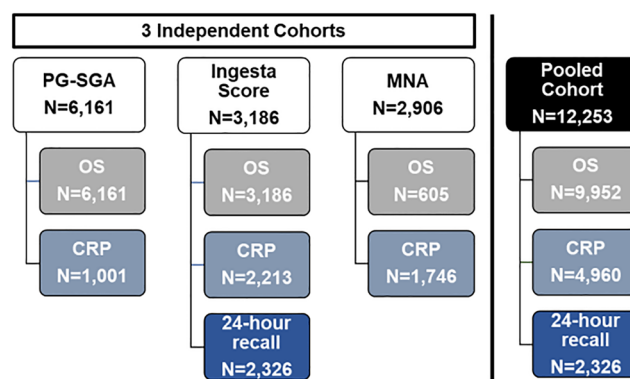 3 Independent Cohorts
PG-SGA
N=6,161
OS
N=6,161
CRP
N=1,001
Ingesta
Score
N=3,186
OS
N=3,186
CRP
N=2,213
24-hour
recall
N=2,326
MNA
N=2,906
OS
N=605
CRP
N=1,746
Pooled
Cohort
N=12,253
OS
N=9,952
CRP
N=4,960
24-hour
recall
N=2,326